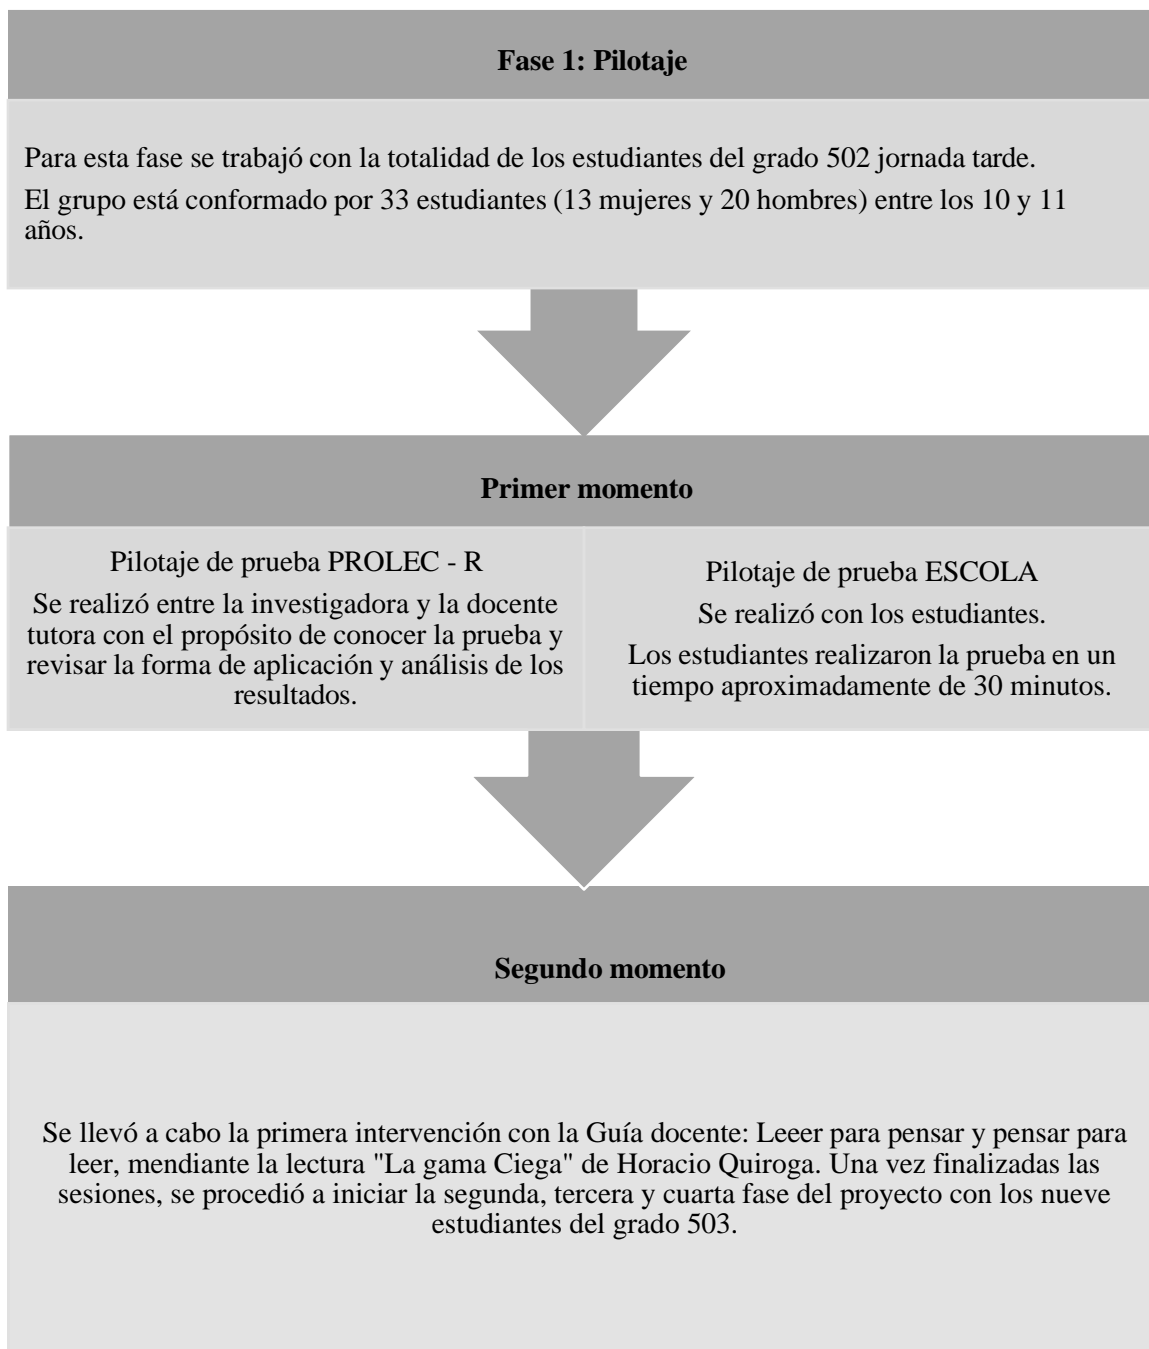 Fase 1: Pilotaje
Para esta fase se trabajó con la totalidad de los estudiantes del grado 502 jornada tarde.
El grupo está conformado por 33 estudiantes (13 mujeres y 20 hombres) entre los 10 y 11
años.
Primer momento
Pilotaje de prueba PROLEC - R
Se realizó entre la investigadora y la docente
tutora con el propósito de conocer la prueba y
revisar la forma de aplicación y análisis de los
resultados.
Pilotaje de prueba ESCOLA
Se realizó con los estudiantes.
Los estudiantes realizaron la prueba en un
tiempo aproximadamente de 30 minutos.
Segundo momento
Se llevó a cabo la primera intervención con la Guía docente: Leeer para pensar y pensar para
leer, mendiante la lectura "La gama Ciega" de Horacio Quiroga. Una vez finalizadas las
sesiones, se procedió a iniciar la segunda, tercera y cuarta fase del proyecto con los nueve
estudiantes del grado 503.